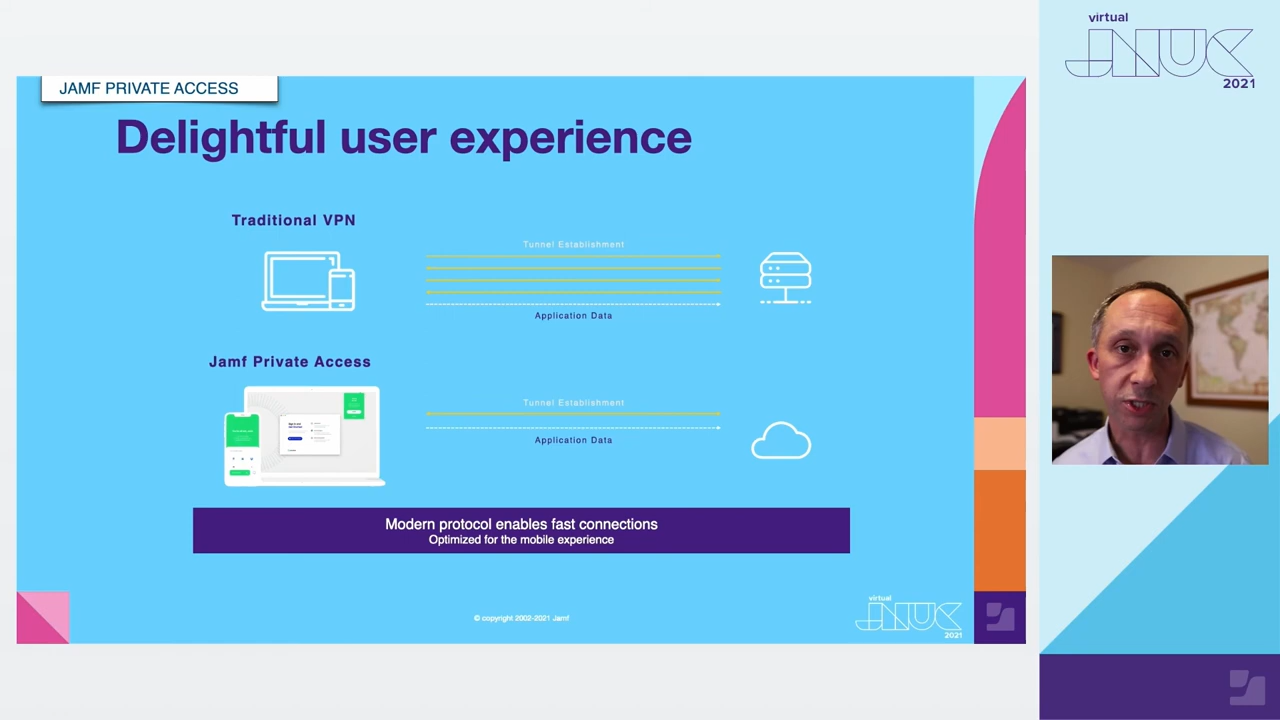 JAMF PRIVATE ACCESS
Delightful user experience
Traditional VPN
Tunnel Establishment
Application Data
Jamf Private Access
Tunnel Establishment
Application Data
Modern protocol enables fast connections
Optimized for the mobile experience
© copyright 2002-2021 Jamf
virtual
JNUC
2021
virtual
JNUC
2021